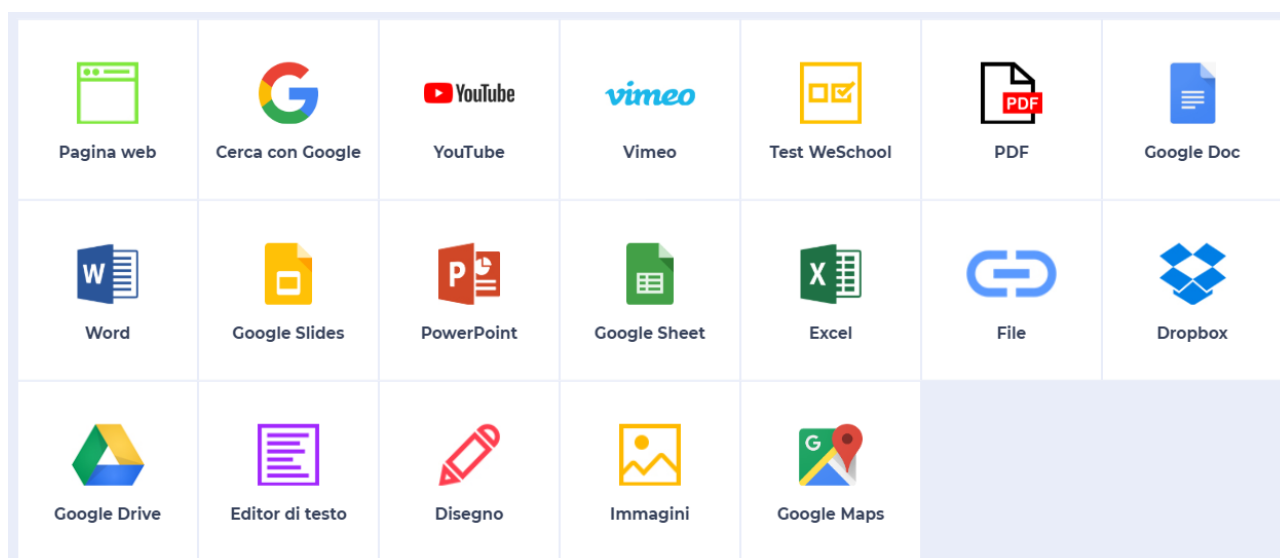 YouTube
vimeo
PDF
Pagina web
Cerca con Google
YouTube
Vimeo
Test WeSchool
PDF
Google Doc
W
P
X
Word
Google Slides
PowerPoint
Google Sheet
Excel
File
Dropbox
G
Google Drive
Editor di testo
Disegno
Immagini
Google Maps